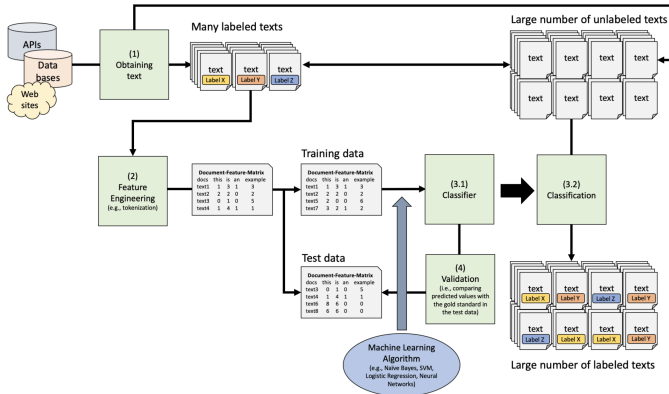 Many labeled texts
Large number of unlabeled texts
APIs
Data
bases
Web
sites
(1)
Obtaining
text
text
Label X
text
Label Y
text
Label Z
text
text
text
text
text
text
text
text
(2)
Feature
Engineering
(e.g., tokenization)
Document-Feature-Matrix
docs this is an example
text1 1 3 1 3
text2 2 2 0 2
text3 0 1 0 5
text4 1 4 1 1
Training data
Document-Feature-Matrix
docs this is an example
text1 1 3 1 3
text2 2 2 0 2
text5 2 0 0 6
text7 3 2 1 2
(3.1)
Classifier
(3.2)
Classification
Test data
Document-Feature-Matrix
docs this is an example
text3 0 1 0 5
text4 1 4 1 1
text6 8 6 0 0
text8 6 6 0 0
(4)
Validation
(i.e., comparing
predicted values with
the gold standard in
the test data)
Machine Learning
Algorithm
(e.g., Naïve Bayes, SVM,
Logistic Regression, Neural
Networks)
text
Label X
text
Label Y
text
Label Z
text
Label Y
text
Label Z
text
Label X
text
Label X
text
Label Y
Large number of labeled texts